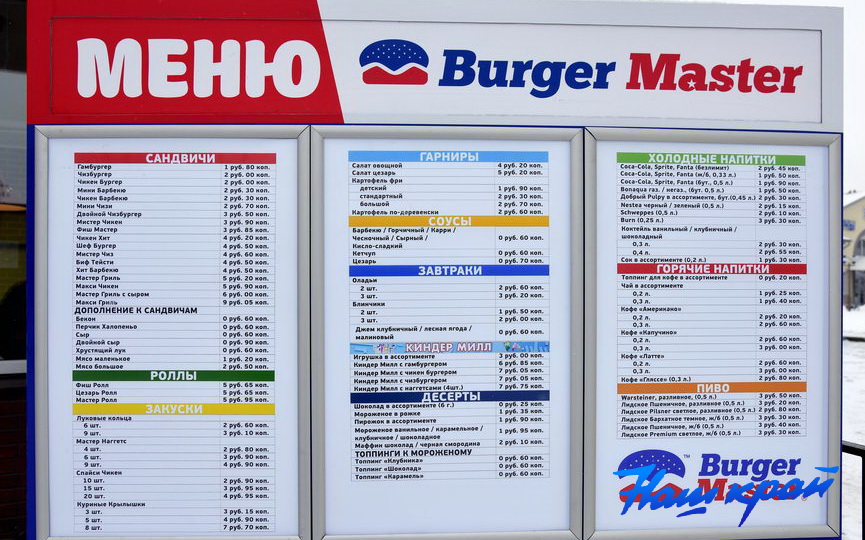 МЕНЮ
Burger Master
САНДВИЧИ
Гамбургер 1 руб. 80 коп.
Чизбургер 2 руб. 00 коп.
Чикен Бургер 2 руб. 00 коп.
Мини Барбекю 2 руб. 30 коп.
Чикен Барбекю 2 руб. 30 коп.
Мини Чизи 2 руб. 70 коп.
Двойной Чизбургер 3 руб. 50 коп.
Мистер Чикен 3 руб. 90 коп.
Фиш Мастер 3 руб. 85 коп.
Чикен Хит 4 руб. 20 коп.
Шеф Бургер 4 руб. 50 коп.
Мистер Чиз 4 руб. 60 коп.
Биф Тейсти 4 руб. 50 коп.
Хит Барбекю 4 руб. 50 коп.
Мастер Гриль 5 руб. 20 коп.
Макси Чикен 5 руб. 90 коп.
Мастер Гриль с сыром 6 руб. 00 коп.
Макси Гриль 9 руб. 05 коп.
ДОПОЛНЕНИЕ К САНДВИЧАМ
Бекон 0 руб. 60 коп.
Перчик Халопеньо 0 руб. 60 коп.
Сыр 0 руб. 60 коп.
Двойной сыр 0 руб. 90 коп.
Хрустящий лук 0 руб. 60 коп.
Мясо маленькое 1 руб. 20 коп.
Мясо большое 2 руб. 50 коп.
РОЛЛЫ
Фиш Ролл 5 руб. 65 коп.
Цезарь Ролл 5 руб. 65 коп.
Мастер Ролл 5 руб. 95 коп.
ЗАКУСКИ
Луковые кольца
6 шт. 2 руб. 60 коп.
9 шт. 3 руб. 10 коп.
Мастер Наггетс
4 шт. 2 руб. 80 коп.
6 шт. 3 руб. 90 коп.
9 шт. 4 руб. 90 коп.
Спайси Чикен
10 шт. 2 руб. 90 коп.
15 шт. 3 руб. 95 коп.
20 шт. 4 руб. 95 коп.
Куриные Крылышки
3 шт. 3 руб. 15 коп.
5 шт. 4 руб. 90 коп.
8 шт. 7 руб. 70 коп.
ГАРНИРЫ
Салат овощной 4 руб. 20 коп.
Салат цезарь 5 руб. 20 коп.
Картофель фри
детский 1 руб. 90 коп.
стандартный 2 руб. 30 коп.
большой 2 руб. 70 коп.
Картофель по-деревенски 2 руб. 60 коп.
СОУСЫ
Барбекю / Горчичный / Карри /
Чесночный / Сырный / 0 руб. 60 коп.
Кисло-сладкий
Кетчуп 0 руб. 60 коп.
Цезарь 0 руб. 70 коп.
ЗАВТРАКИ
Оладьи
2 шт. 2 руб. 60 коп.
3 шт. 3 руб. 20 коп.
Блинчики
2 шт. 1 руб. 50 коп.
3 шт. 2 руб. 00 коп.
Джем клубничный / лесная ягода / 0 руб. 60 коп.
малиновый
КИНДЕР МИЛЛ
Игрушка в ассортименте 3 руб. 00 коп.
Киндер Милл с гамбургером 6 руб. 85 коп.
Киндер Милл с чикен бургером 7 руб. 05 коп.
Киндер Милл с чизбургером 7 руб. 05 коп.
Киндер Милл с наггетсами (4шт.) 7 руб. 75 коп.
ДЕСЕРТЫ
Шоколад в ассортименте (6 г.) 0 руб. 25 коп.
Мороженое в рожке 1 руб. 35 коп.
Пирожок в ассортименте 1 руб. 90 коп.
Мороженое ванильное / карамельное / 1 руб. 95 коп.
клубничное / шоколадное
Маффин шоколад / черная смородина 2 руб. 10 коп.
ТОППИНГИ К МОРОЖЕНОМУ
Топпинг «Клубника» 0 руб. 60 коп.
Топпинг «Шоколад» 0 руб. 60 коп.
Топпинг «Карамель» 0 руб. 60 коп.
ХОЛОДНЫЕ НАПИТКИ
Coca-Cola, Sprite, Fanta (безлимит) 2 руб. 45 коп.
Coca-Cola, Sprite, Fanta (ж/б, 0,33 л.) 1 руб. 50 коп.
Coca-Cola, Sprite, Fanta (бут., 0,5 л.) 1 руб. 90 коп.
Bonaqua газ. / негаз., (бут. 0,5 л.) 1 руб. 50 коп.
Добрый Pulpy в ассортименте, бут.(0,45 л.) 2 руб. 30 коп.
Nestea черный / зеленый (0,5 л.) 2 руб. 15 коп.
Schweppes (0,5 л.) 2 руб. 10 коп.
Burn (0,25 л.) 3 руб. 30 коп.
Коктейль ванильный / клубничный /
шоколадный
0,3 л. 2 руб. 30 коп.
0,4 л. 2 руб. 55 коп.
Сок в ассортименте (0,2 л.) 1 руб. 30 коп.
ГОРЯЧИЕ НАПИТКИ
Топпинг для кофе в ассортименте 0 руб. 20 коп.
Чай в ассортименте
0,2 л. 1 руб. 25 коп.
0,3 л. 1 руб. 40 коп.
Кофе «Американо»
0,2 л. 2 руб. 20 коп.
0,3 л. 2 руб. 60 коп.
Кофе «Капучино»
0,2 л. 2 руб. 60 коп.
0,3 л. 3 руб. 00 коп.
Кофе «Латте»
0,2 л. 2 руб. 60 коп.
0,3 л. 3 руб. 00 коп.
Кофе «Гляссе» (0,3 л.) 2 руб. 80 коп.
ПИВО
Warsteiner, разливное, (0,5 л.) 3 руб. 50 коп.
Лидское Пшеничное, разливное (0,5 л.) 3 руб. 20 коп.
Лидское Pilsner светлое, разливное (0,5 л.) 2 руб. 80 коп.
Лидское Бархатное темное, ж/б (0,5 л.) 3 руб. 30 коп.
Лидское Пшеничное, ж/б (0,5 л.) 3 руб. 40 коп.
Лидское Premium светлое, ж/б (0,5 л.) 3 руб. 30 коп.
Burger
Master
Наш край